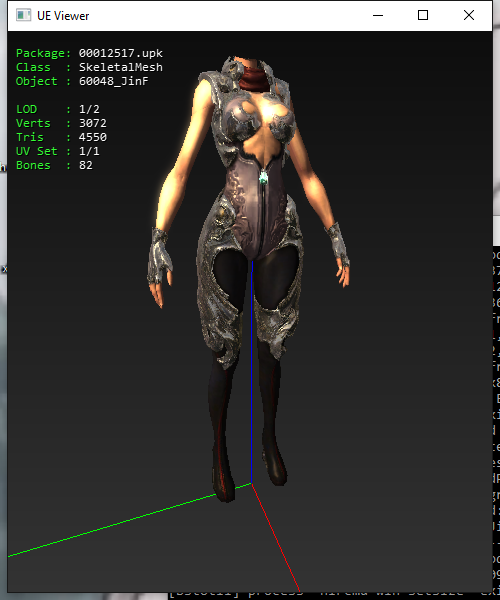 UE Viewer
Package: 00012517.upk
Class  : SkeletalMesh
Object : 60048_JinF
LOD    : 1/2
Verts  : 3072
Tris   : 4550
UV Set : 1/1
Bones  : 82